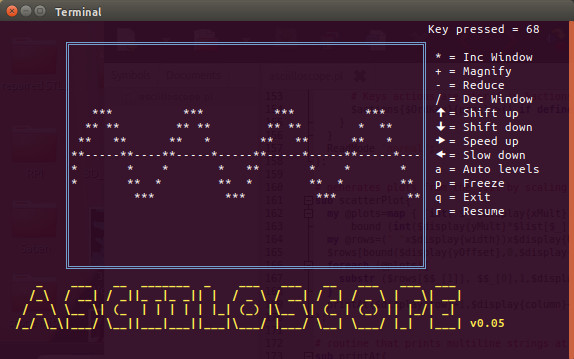 Terminal
Key pressed = 68
* = Inc Window
+ = Magnify
- = Reduce
/ = Dec Window
↑ = Shift up
↓ = Shift down
→ = Speed up
← = Slow down
a = Auto levels
p = Freeze
q = Exit
r = Resume
ASCIILOSCOPE v0.05